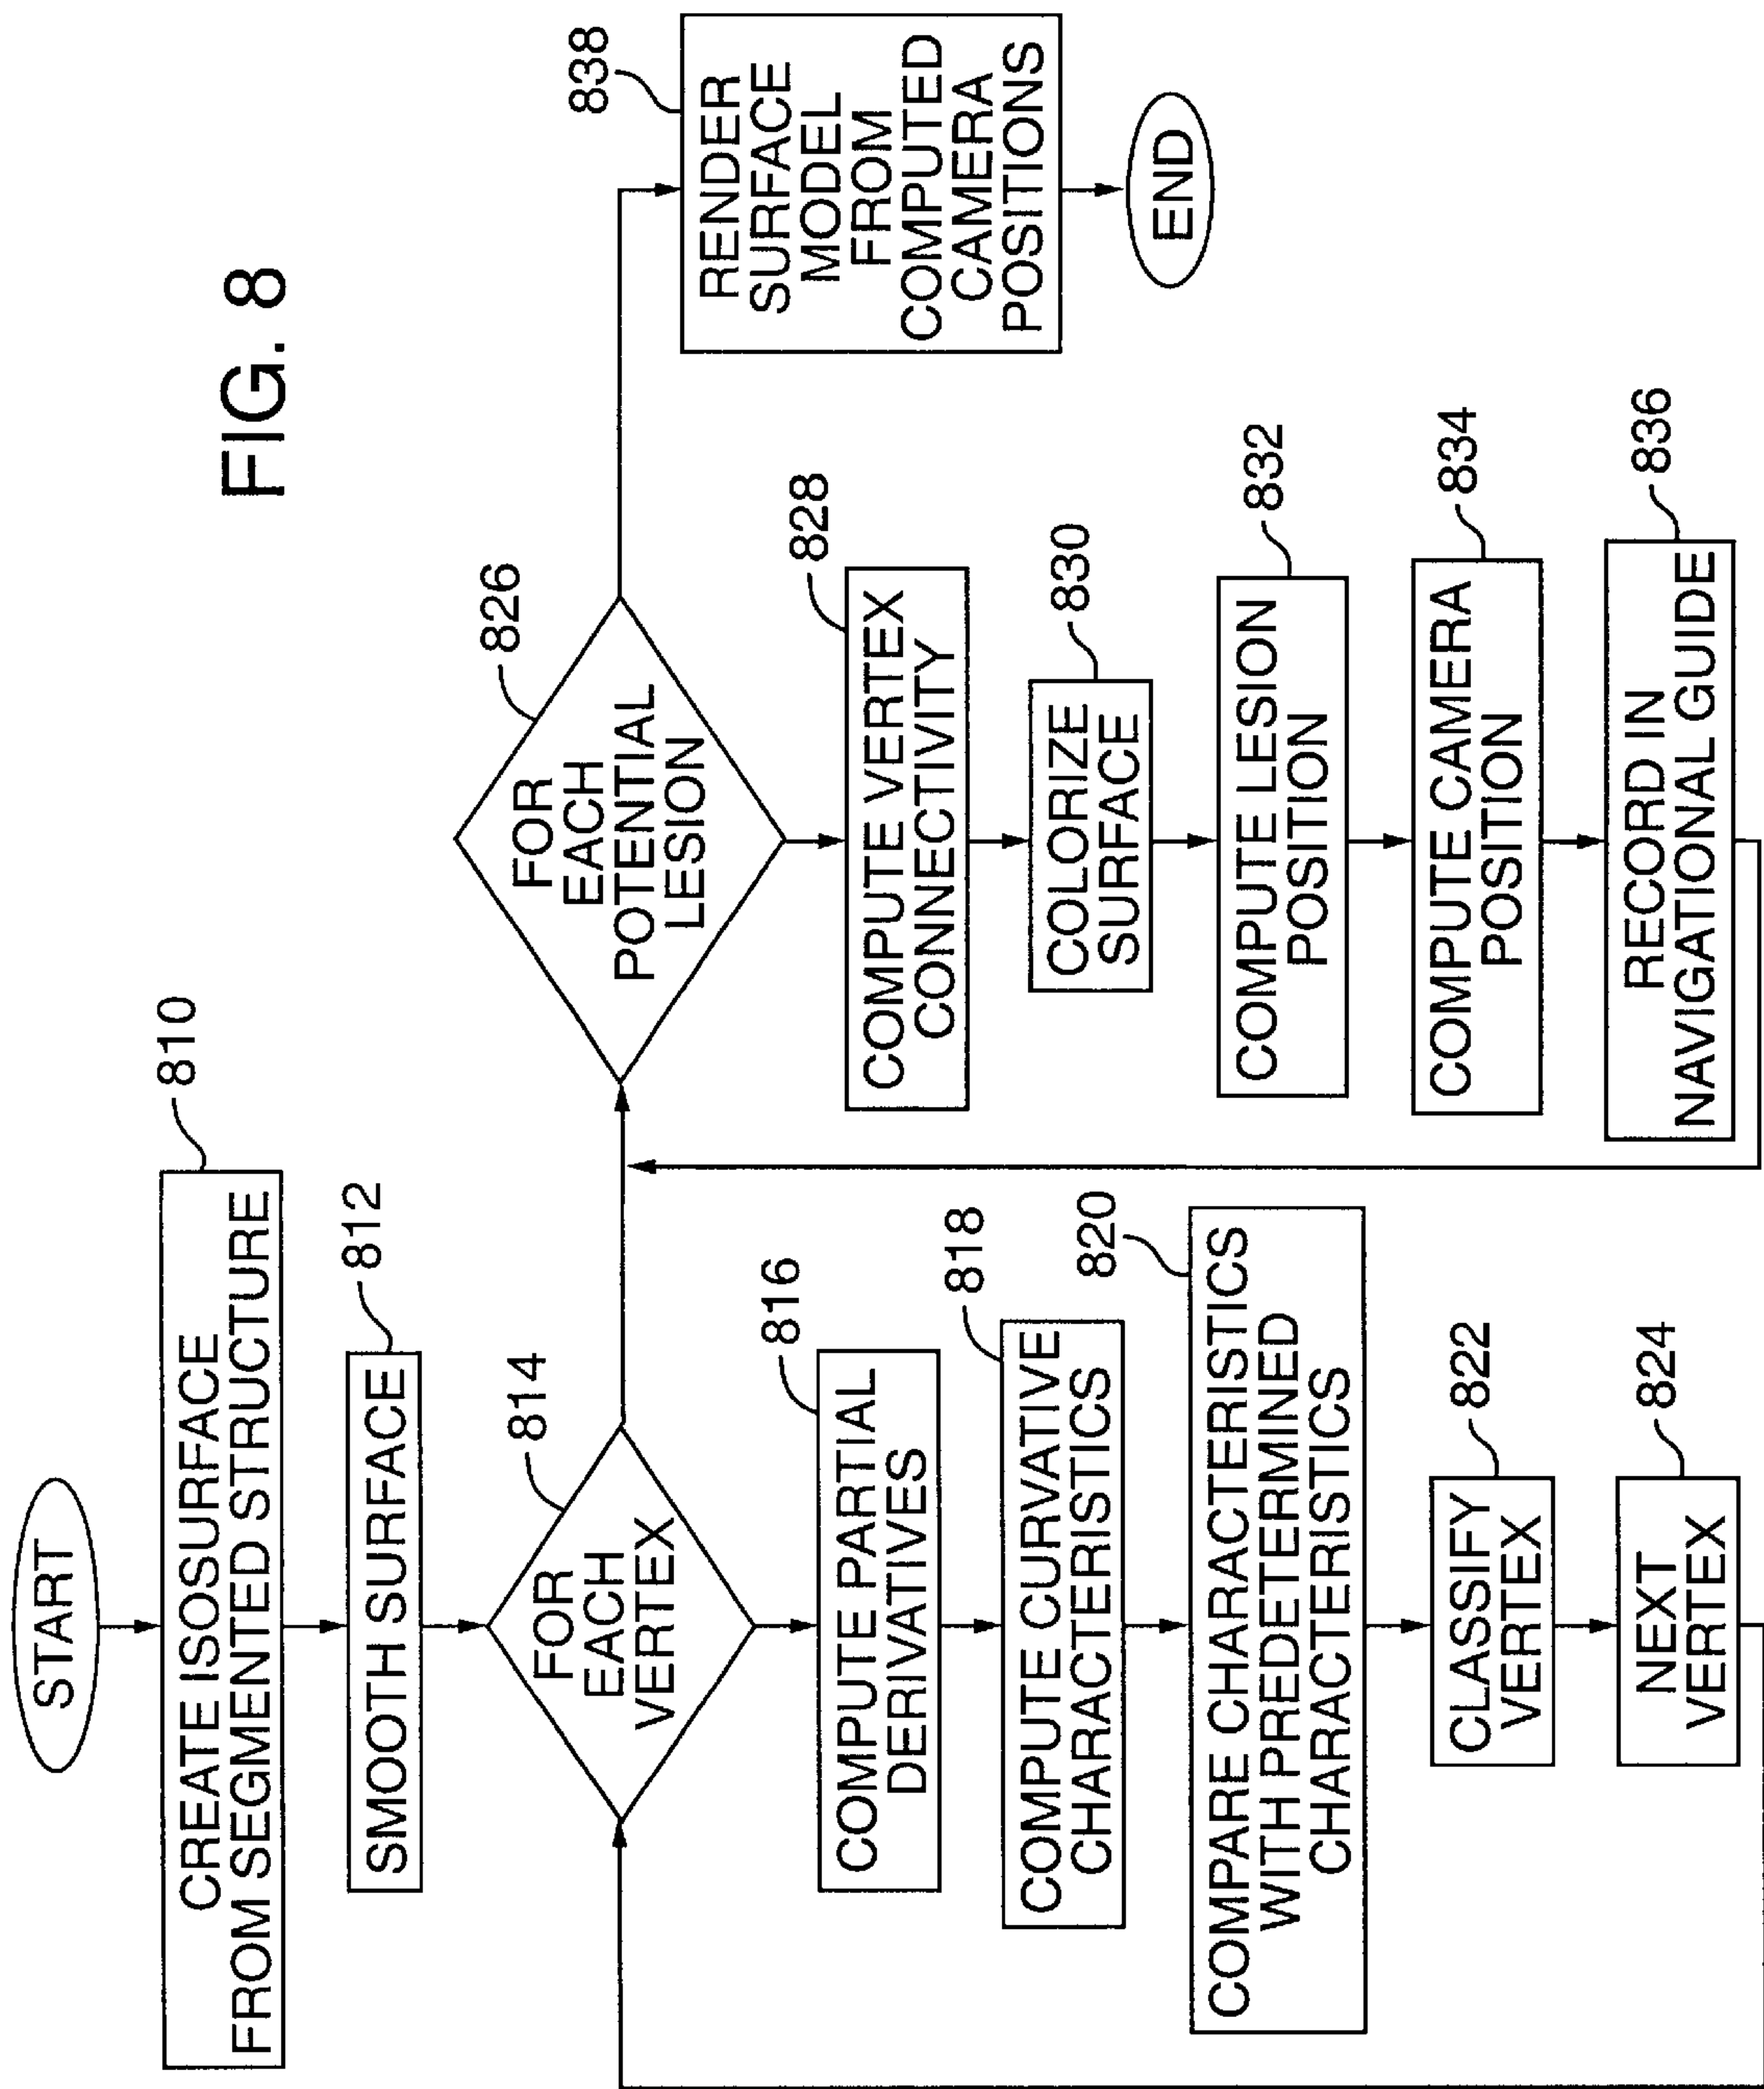 FIG. 8
START
810
CREATE ISOSURFACE
FROM SEGMENTED STRUCTURE
812
SMOOTH SURFACE
814
FOR
EACH
VERTEX
816
COMPUTE PARTIAL
DERIVATIVES
818
COMPUTE CURVATIVE
CHARACTERISTICS
820
COMPARE CHARACTERISTICS
WITH PREDETERMINED
CHARACTERISTICS
822
CLASSIFY
VERTEX
824
NEXT
VERTEX
826
FOR
EACH
POTENTIAL
LESION
828
COMPUTE VERTEX
CONNECTIVITY
830
COLORIZE
SURFACE
832
COMPUTE LESION
POSITION
834
COMPUTE CAMERA
POSITION
836
RECORD IN
NAVIGATIONAL GUIDE
838
RENDER
SURFACE
MODEL
FROM
COMPUTED
CAMERA
POSITIONS
END